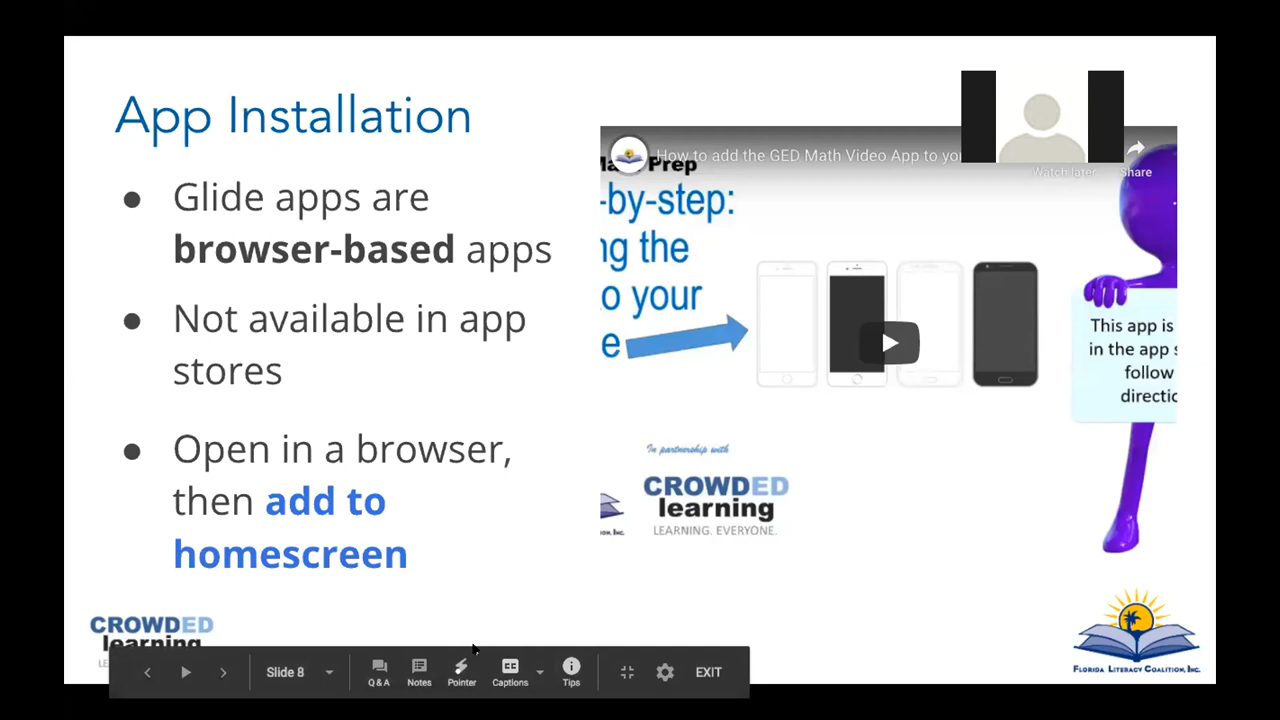 App Installation
● Glide apps are
browser-based apps
● Not available in app
stores
● Open in a browser,
then add to
homescreen
How to add the GED Math Video App to
Watch later
Share
Prep
-by-step:
the
to your
This app is
in the app
follow
In partnership with
CROWDED
learning
LEARNING. EVERYONE.
CROWDED
learning
FLORIDA LITERACY COALITION, INC.
Slide 8
Q & A
Notes
Pointer
CC
Captions
Tips
EXIT